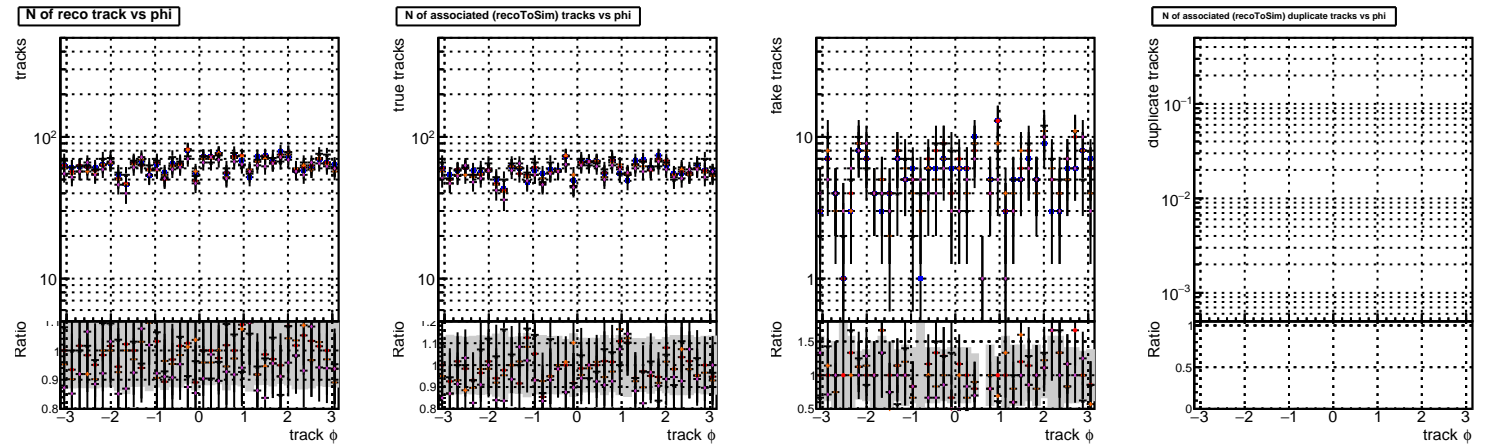 N of reco track vs phi
tracks
10²
10
Ratio
1.1
1
0.9
0.8
−3 −2 −1 0 1 2 3
track ϕ
N of associated (recoToSim) tracks vs phi
true tracks
10²
10
Ratio
1.2
1.1
1
0.9
0.8
−3 −2 −1 0 1 2 3
track ϕ
fake tracks
10
1
Ratio
1.5
1
0.5
−3 −2 −1 0 1 2 3
track ϕ
N of associated (recoToSim) duplicate tracks vs phi
duplicate tracks
10⁻¹
10⁻²
10⁻³
Ratio
1
0.5
0
−3 −2 −1 0 1 2 3
track ϕ